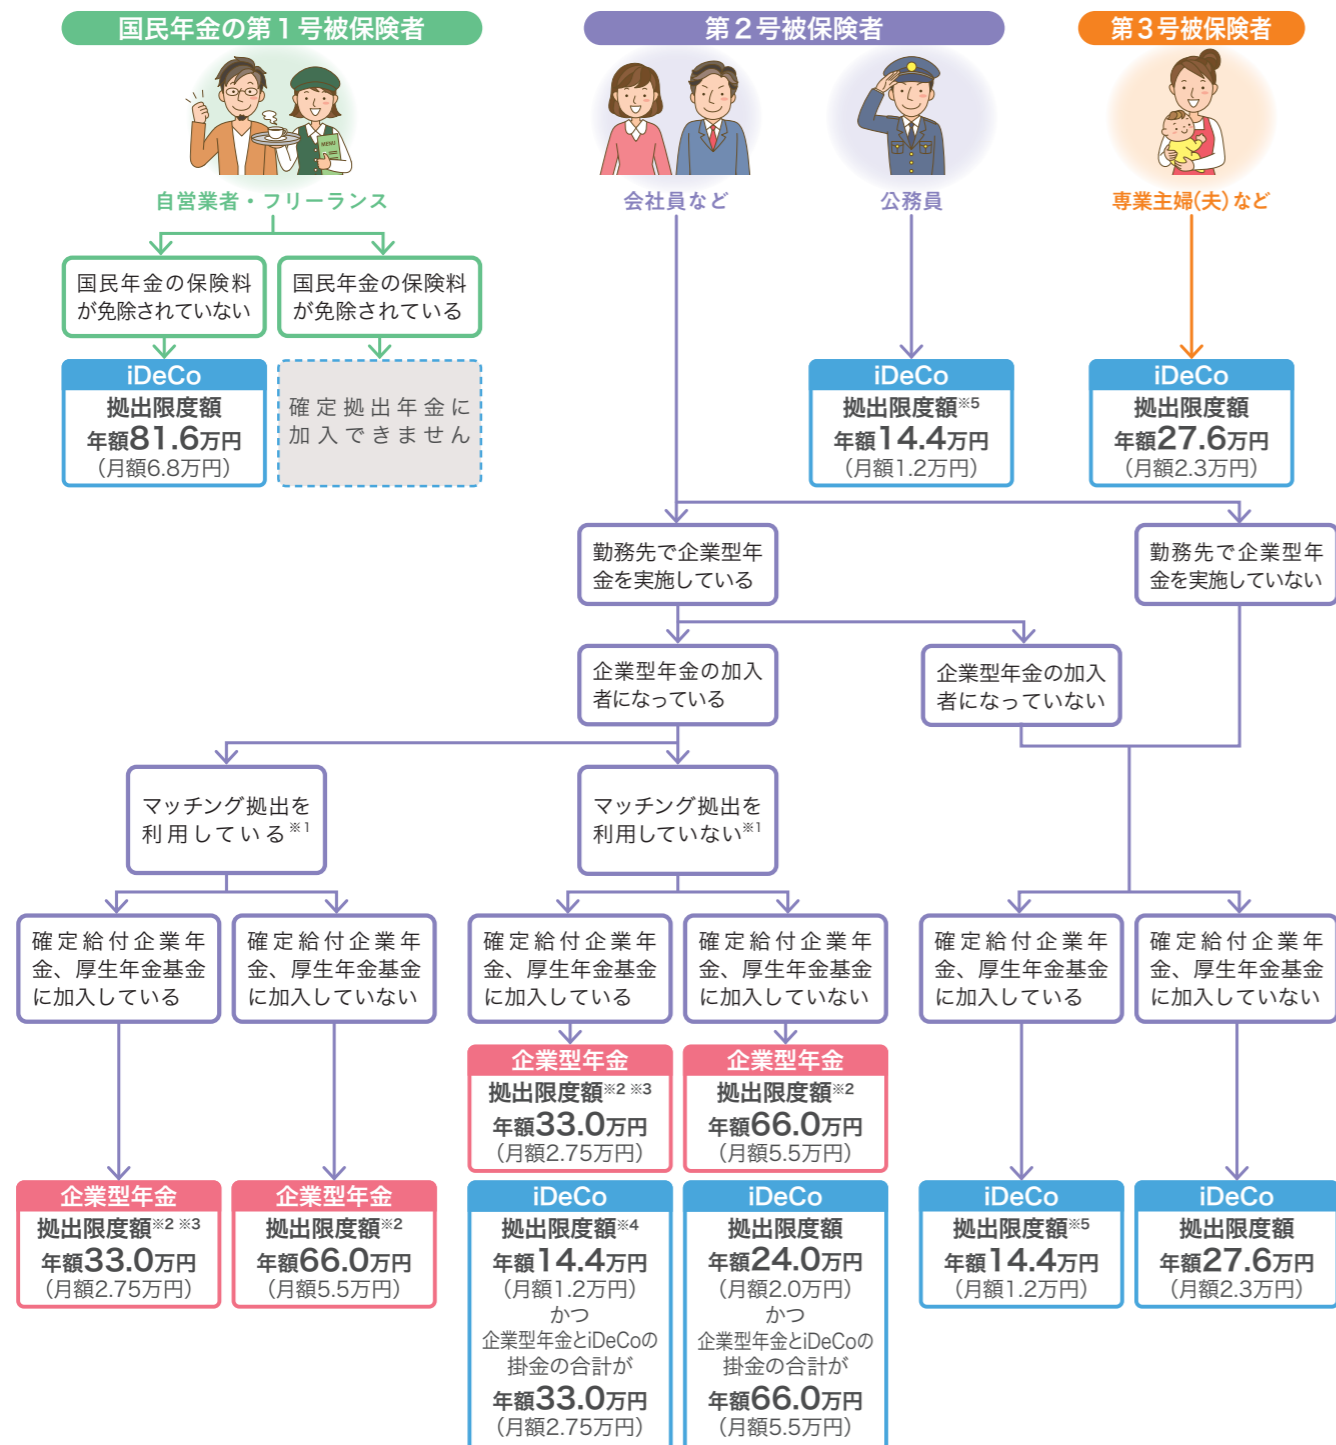 国民年金の第1号被保険者
第2号被保険者
第3号被保険者
MENU
自営業者・フリーランス
会社員など
公務員
専業主婦(夫)など
国民年金の保険料
が免除されていない
国民年金の保険料
が免除されている
iDeCo
拠出限度額
年額81.6万円
(月額6.8万円)
確定拠出年金に
加入できません
iDeCo
拠出限度額※5
年額14.4万円
(月額1.2万円)
iDeCo
拠出限度額
年額27.6万円
(月額2.3万円)
勤務先で企業型年
金を実施している
勤務先で企業型年
金を実施していない
企業型年金の加入
者になっている
企業型年金の加入
者になっていない
マッチング拠出を
利用している※1
マッチング拠出を
利用していない※1
確定給付企業年
金、厚生年金基金
に加入している
確定給付企業年
金、厚生年金基金
に加入していない
確定給付企業年
金、厚生年金基金
に加入している
確定給付企業年
金、厚生年金基金
に加入していない
確定給付企業年
金、厚生年金基金
に加入している
確定給付企業年
金、厚生年金基金
に加入していない
企業型年金
拠出限度額※2 ※3
年額33.0万円
(月額2.75万円)
企業型年金
拠出限度額※2
年額66.0万円
(月額5.5万円)
企業型年金
拠出限度額※2 ※3
年額33.0万円
(月額2.75万円)
企業型年金
拠出限度額※2
年額66.0万円
(月額5.5万円)
iDeCo
拠出限度額※4
年額14.4万円
(月額1.2万円)
かつ
企業型年金とiDeCoの
掛金の合計が
年額33.0万円
(月額2.75万円)
iDeCo
拠出限度額
年額24.0万円
(月額2.0万円)
かつ
企業型年金とiDeCoの
掛金の合計が
年額66.0万円
(月額5.5万円)
iDeCo
拠出限度額※5
年額14.4万円
(月額1.2万円)
iDeCo
拠出限度額
年額27.6万円
(月額2.3万円)